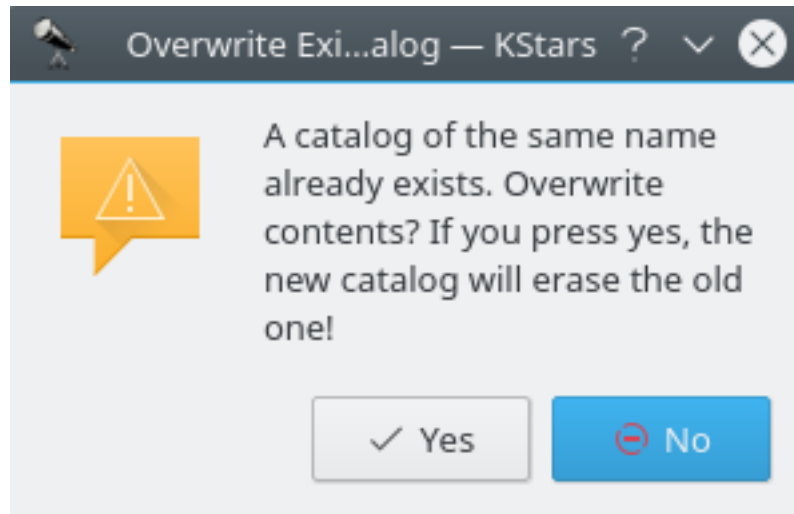 Overwrite Exi...alog — KStars ?
A catalog of the same name
already exists. Overwrite
contents? If you press yes, the
new catalog will erase the old
one!
Yes
No